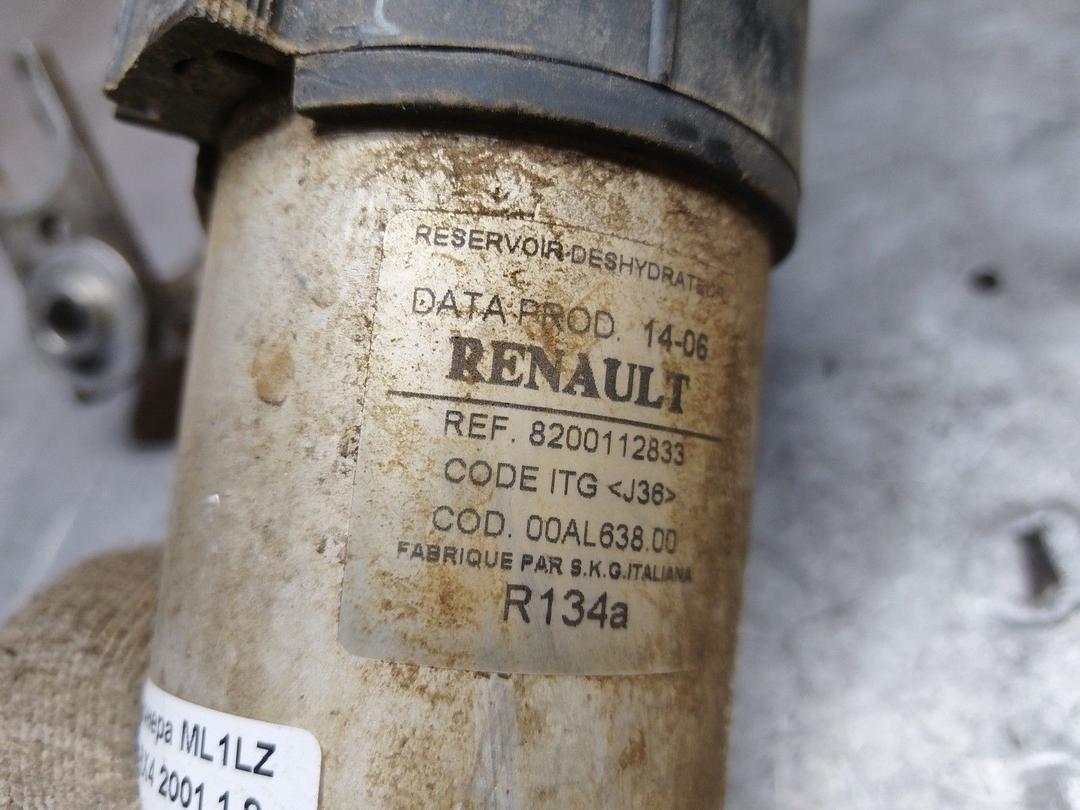 RESERVOIR-DESHYDRATEUR
DATA PROD. 14-06
RENAULT
REF. 8200112833
CODE ITG <J36>
COD. 00AL638.00
FABRIQUE PAR S.K.G.ITALIANA
R134a
ML1LZ
2001